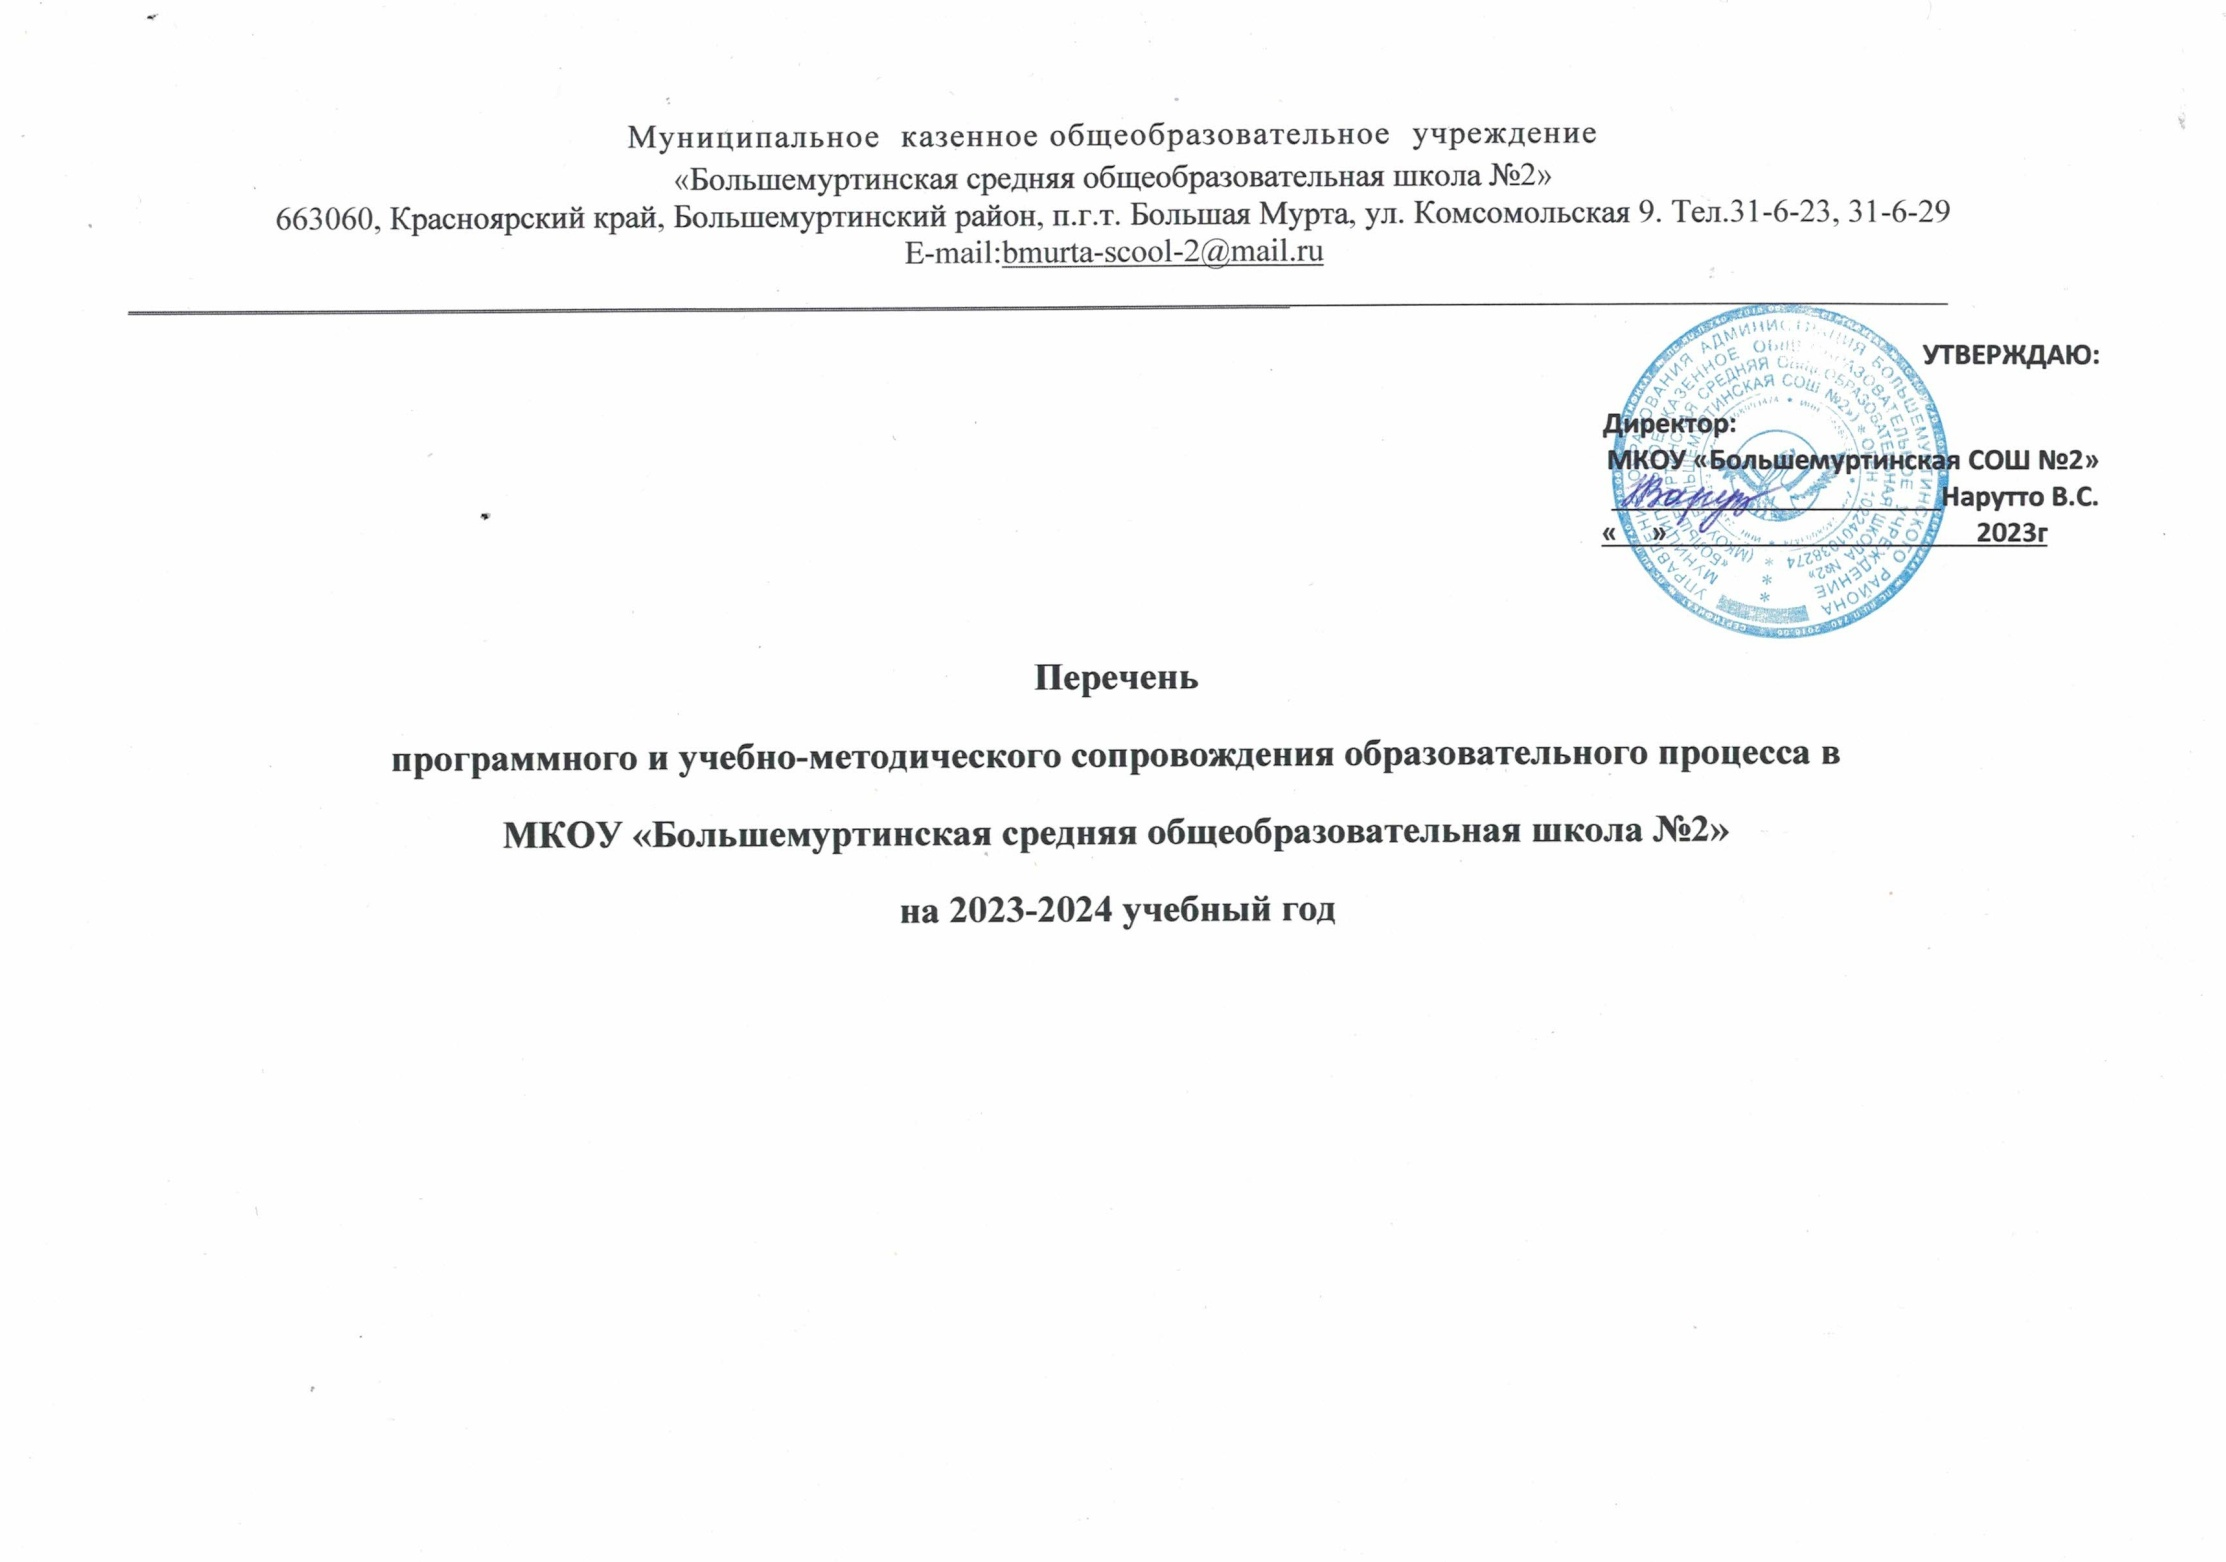 Муниципальное казенное общеобразовательное учреждение
«Большемуртинская средняя общеобразовательная школа №2»
663060, Красноярский край, Большемуртинский район, п.г.т. Большая Мурта, ул. Комсомольская 9. Тел.31-6-23, 31-6-29
E-mail:bmurta-scool-2@mail.ru
УТВЕРЖДАЮ:
Директор:
МКОУ «Большемуртинская СОШ №2»
Нарутто В.С.
« » 2023г
Перечень
программного и учебно-методического сопровождения образовательного процесса в
МКОУ «Большемуртинская средняя общеобразовательная школа №2»
на 2023-2024 учебный год